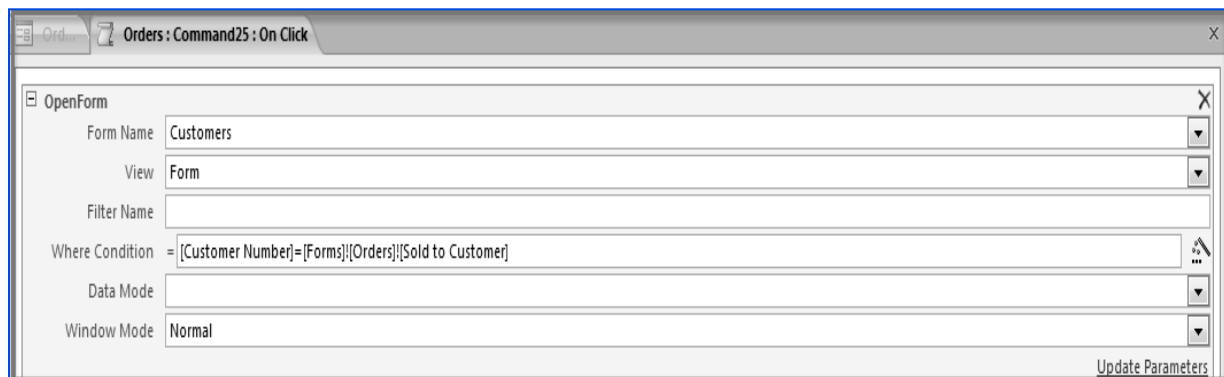 Ord... Orders : Command25 : On Click X
OpenForm
Form Name Customers
View Form
Filter Name
Where Condition = [Customer Number]=[Forms]![Orders]![Sold to Customer]
Data Mode
Window Mode Normal
Update Parameters